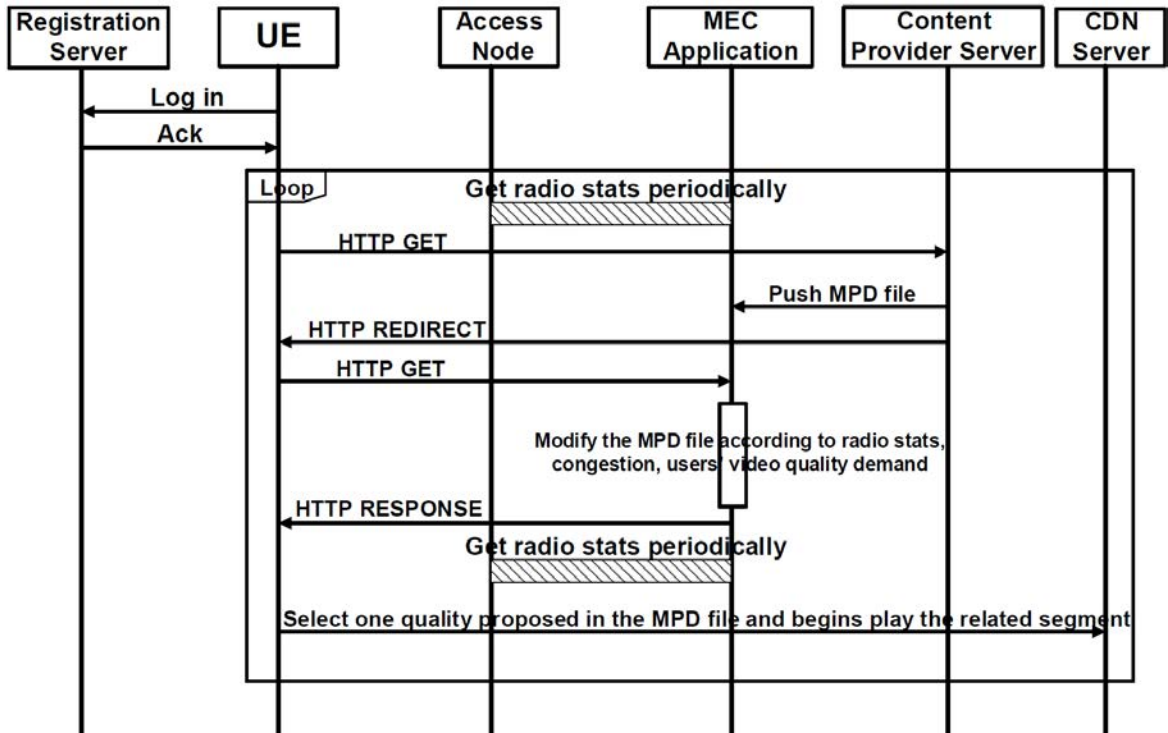 Registration
Server
UE
Access
Node
MEC
Application
Content
Provider Server
CDN
Server
Log in
Ack
Loop
Get radio stats periodically
HTTP GET
Push MPD file
HTTP REDIRECT
HTTP GET
Modify the MPD file according to radio stats,
congestion, users' video quality demand
HTTP RESPONSE
Get radio stats periodically
Select one quality proposed in the MPD file and begins play the related segment